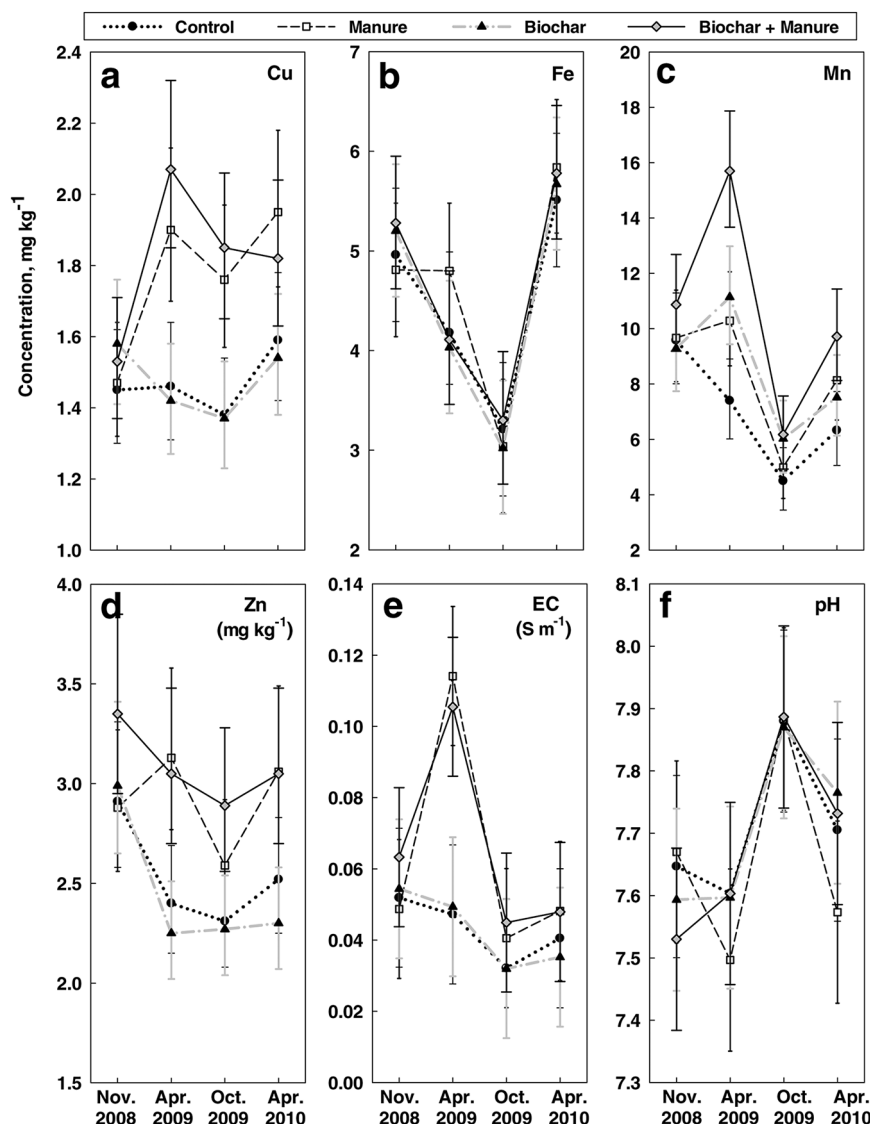 Control Manure Biochar Biochar + Manure
a Cu
b Fe
c Mn
Concentration, mg kg⁻¹
2.4
2.2
2.0
1.8
1.6
1.4
1.2
1.0
7
6
5
4
3
2
20
18
16
14
12
10
8
6
4
2
d Zn
(mg kg⁻¹)
e EC
(S m⁻¹)
f pH
4.0
3.5
3.0
2.5
2.0
1.5
0.14
0.12
0.10
0.08
0.06
0.04
0.02
0.00
8.1
8.0
7.9
7.8
7.7
7.6
7.5
7.4
7.3
Nov. Apr. Oct. Apr.
2008 2009 2009 2010
Nov. Apr. Oct. Apr.
2008 2009 2009 2010
Nov. Apr. Oct. Apr.
2008 2009 2009 2010